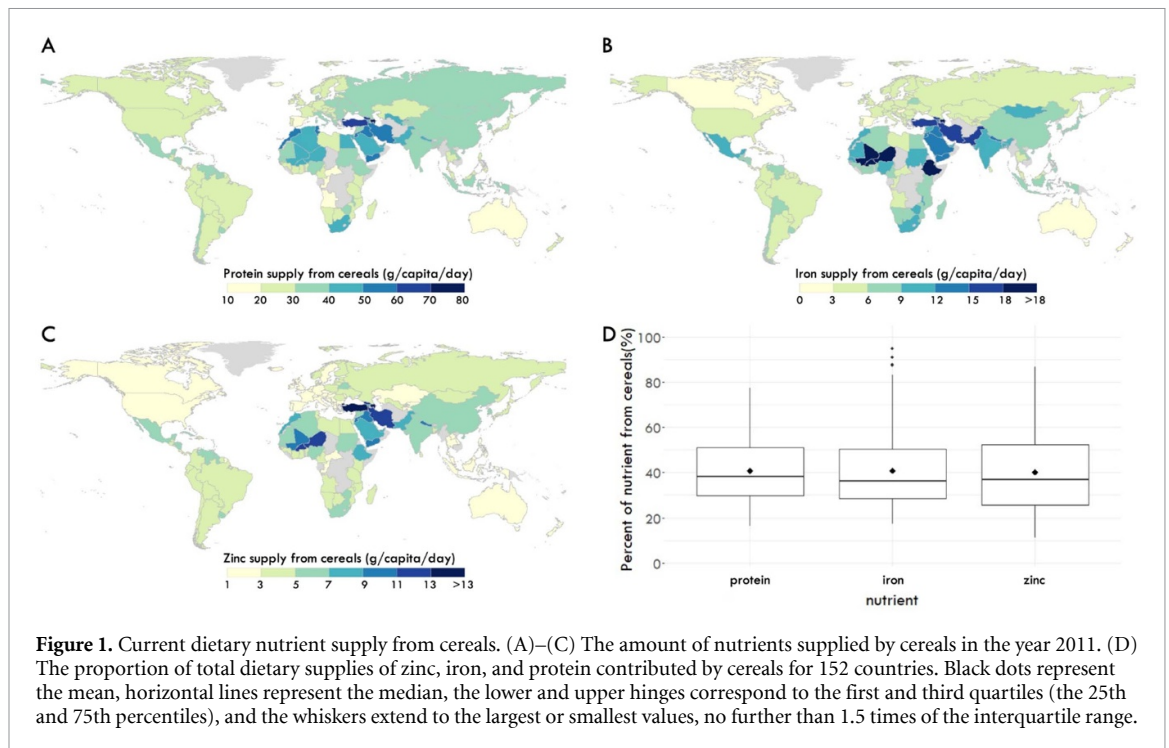 A
B
Protein supply from cereals (g/capita/day)
10 20 30 40 50 60 70 80
Iron supply from cereals (g/capita/day)
0 3 6 9 12 15 18 >18
C
D
Zinc supply from cereals (g/capita/day)
1 3 5 7 9 11 13 >13
Percent of nutrient from cereals(%)
100
80
60
40
20
0
protein iron zinc
nutrient
Figure 1. Current dietary nutrient supply from cereals. (A)–(C) The amount of nutrients supplied by cereals in the year 2011. (D)
The proportion of total dietary supplies of zinc, iron, and protein contributed by cereals for 152 countries. Black dots represent
the mean, horizontal lines represent the median, the lower and upper hinges correspond to the first and third quartiles (the 25th
and 75th percentiles), and the whiskers extend to the largest or smallest values, no further than 1.5 times of the interquartile range.